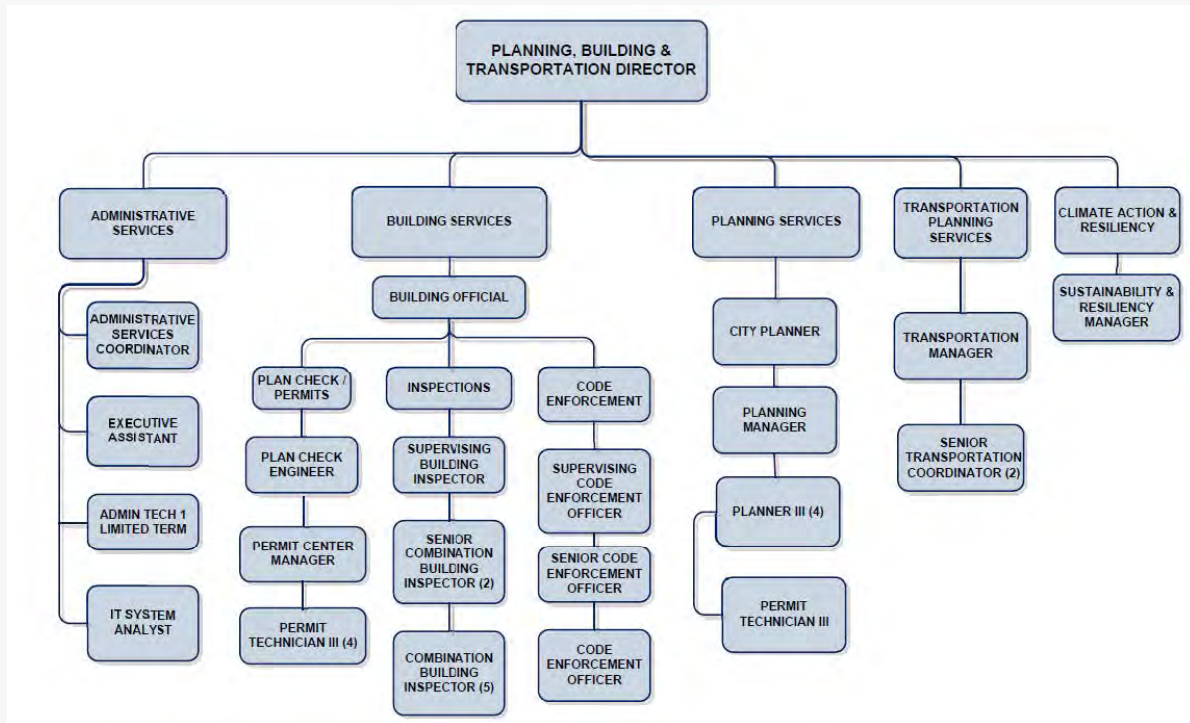 PLANNING, BUILDING &
TRANSPORTATION DIRECTOR
ADMINISTRATIVE
SERVICES
BUILDING SERVICES
PLANNING SERVICES
TRANSPORTATION
PLANNING
SERVICES
CLIMATE ACTION &
RESILIENCY
ADMINISTRATIVE
SERVICES
COORDINATOR
EXECUTIVE
ASSISTANT
ADMIN TECH 1
LIMITED TERM
IT SYSTEM
ANALYST
BUILDING OFFICIAL
PLAN CHECK /
PERMITS
PLAN CHECK
ENGINEER
PERMIT CENTER
MANAGER
PERMIT
TECHNICIAN III (4)
INSPECTIONS
SUPERVISING
BUILDING
INSPECTOR
SENIOR
COMBINATION
BUILDING
INSPECTOR (2)
COMBINATION
BUILDING
INSPECTOR (5)
CODE
ENFORCEMENT
SUPERVISING
CODE
ENFORCEMENT
OFFICER
SENIOR CODE
ENFORCEMENT
OFFICER
CODE
ENFORCEMENT
OFFICER
CITY PLANNER
PLANNING
MANAGER
PLANNER III (4)
PERMIT
TECHNICIAN III
TRANSPORTATION
MANAGER
SENIOR
TRANSPORTATION
COORDINATOR (2)
SUSTAINABILITY &
RESILIENCY
MANAGER